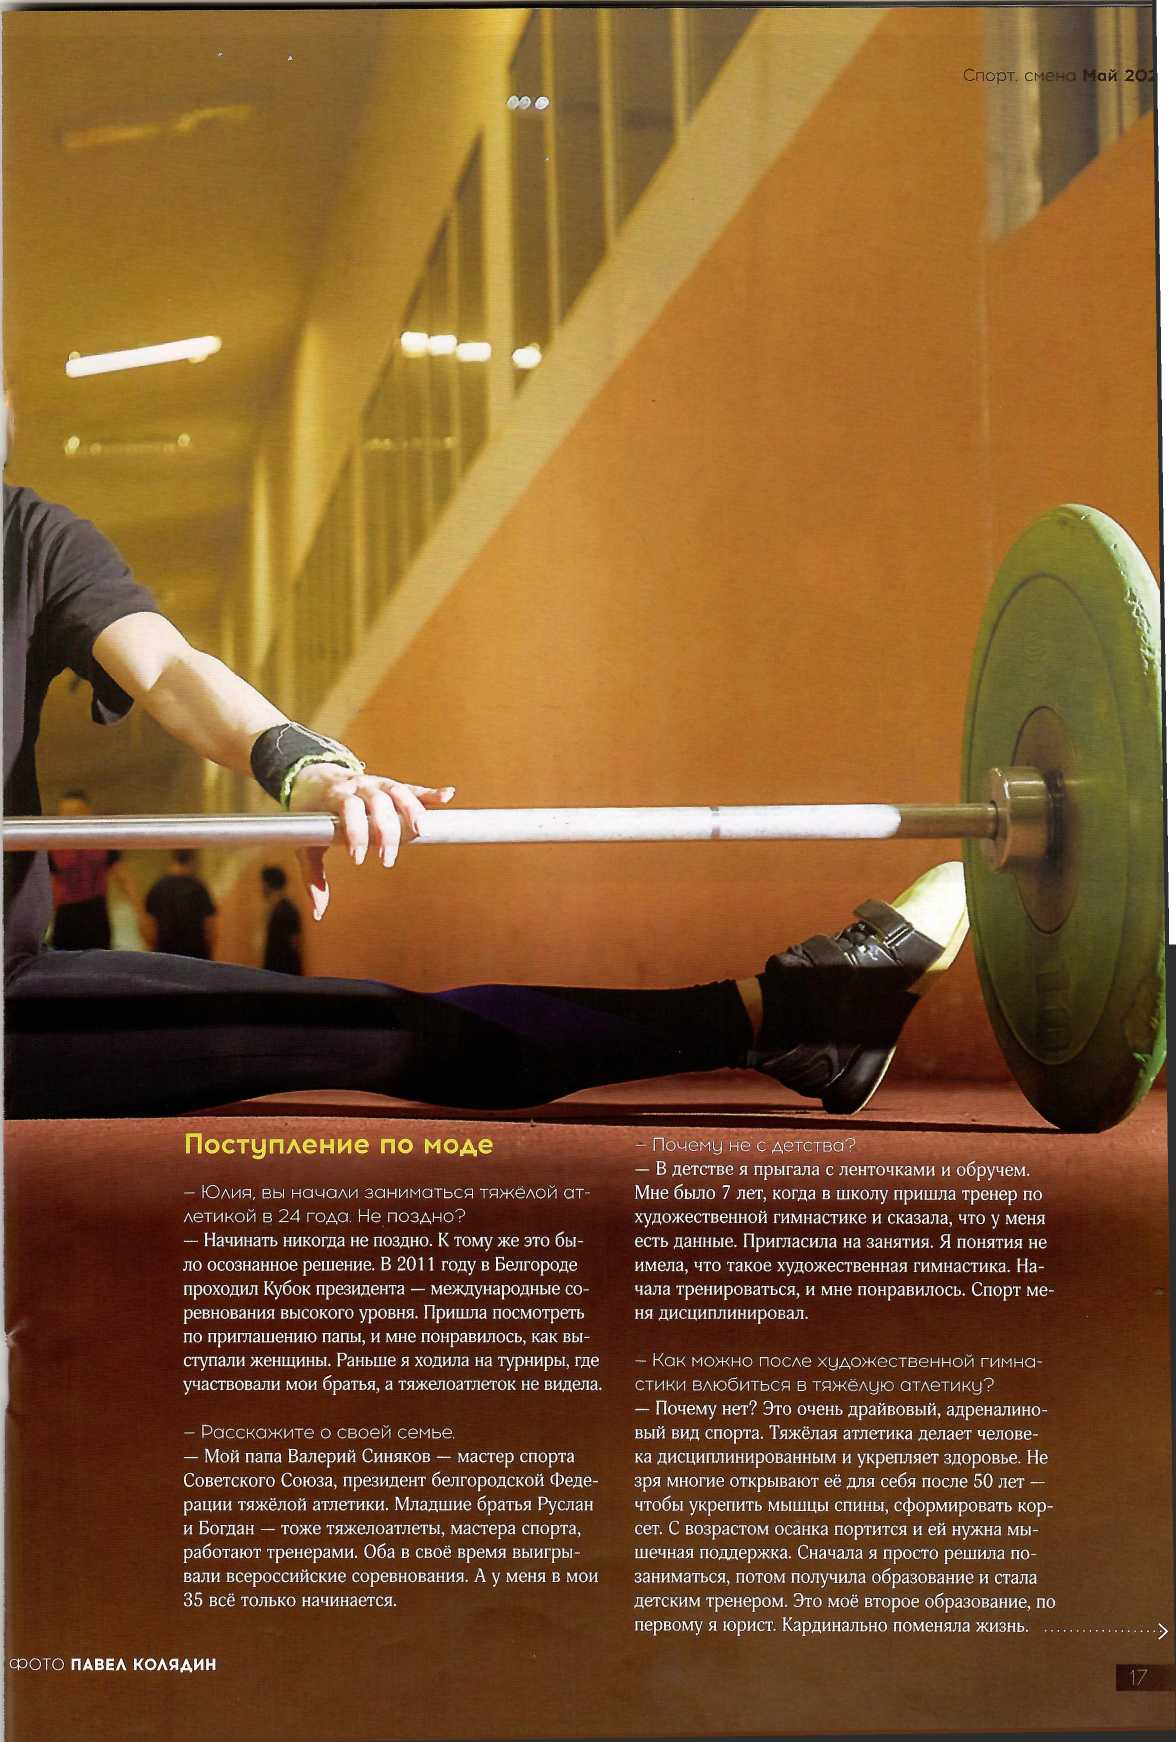 Спорт. смена Май 202
Поступление по моде
– Юлия, вы начали заниматься тяжёлой ат-
летикой в 24 года. Не поздно?
— Начинать никогда не поздно. К тому же это бы-
ло осознанное решение. В 2011 году в Белгороде
проходил Кубок президента — международные со-
ревнования высокого уровня. Пришла посмотреть
по приглашению папы, и мне понравилось, как вы-
ступали женщины. Раньше я ходила на турниры, где
участвовали мои братья, а тяжелоатлеток не видела.
– Расскажите о своей семье.
— Мой папа Валерий Синяков — мастер спорта
Советского Союза, президент белгородской Феде-
рации тяжёлой атлетики. Младшие братья Руслан
и Богдан — тоже тяжелоатлеты, мастера спорта,
работают тренерами. Оба в своё время выигры-
вали всероссийские соревнования. А у меня в мои
35 всё только начинается.
– Почему не с детства?
— В детстве я прыгала с ленточками и обручем.
Мне было 7 лет, когда в школу пришла тренер по
художественной гимнастике и сказала, что у меня
есть данные. Пригласила на занятия. Я понятия не
имела, что такое художественная гимнастика. На-
чала тренироваться, и мне понравилось. Спорт ме-
ня дисциплинировал.
– Как можно после художественной гимна-
стики влюбиться в тяжёлую атлетику?
— Почему нет? Это очень драйвовый, адреналино-
вый вид спорта. Тяжёлая атлетика делает челове-
ка дисциплинированным и укрепляет здоровье. Не
зря многие открывают её для себя после 50 лет —
чтобы укрепить мышцы спины, сформировать кор-
сет. С возрастом осанка портится и ей нужна мы-
шечная поддержка. Сначала я просто решила по-
заниматься, потом получила образование и стала
детским тренером. Это моё второе образование, по
первому я юрист. Кардинально поменяла жизнь.
ФОТО ПАВЕЛ КОЛЯДИН
17